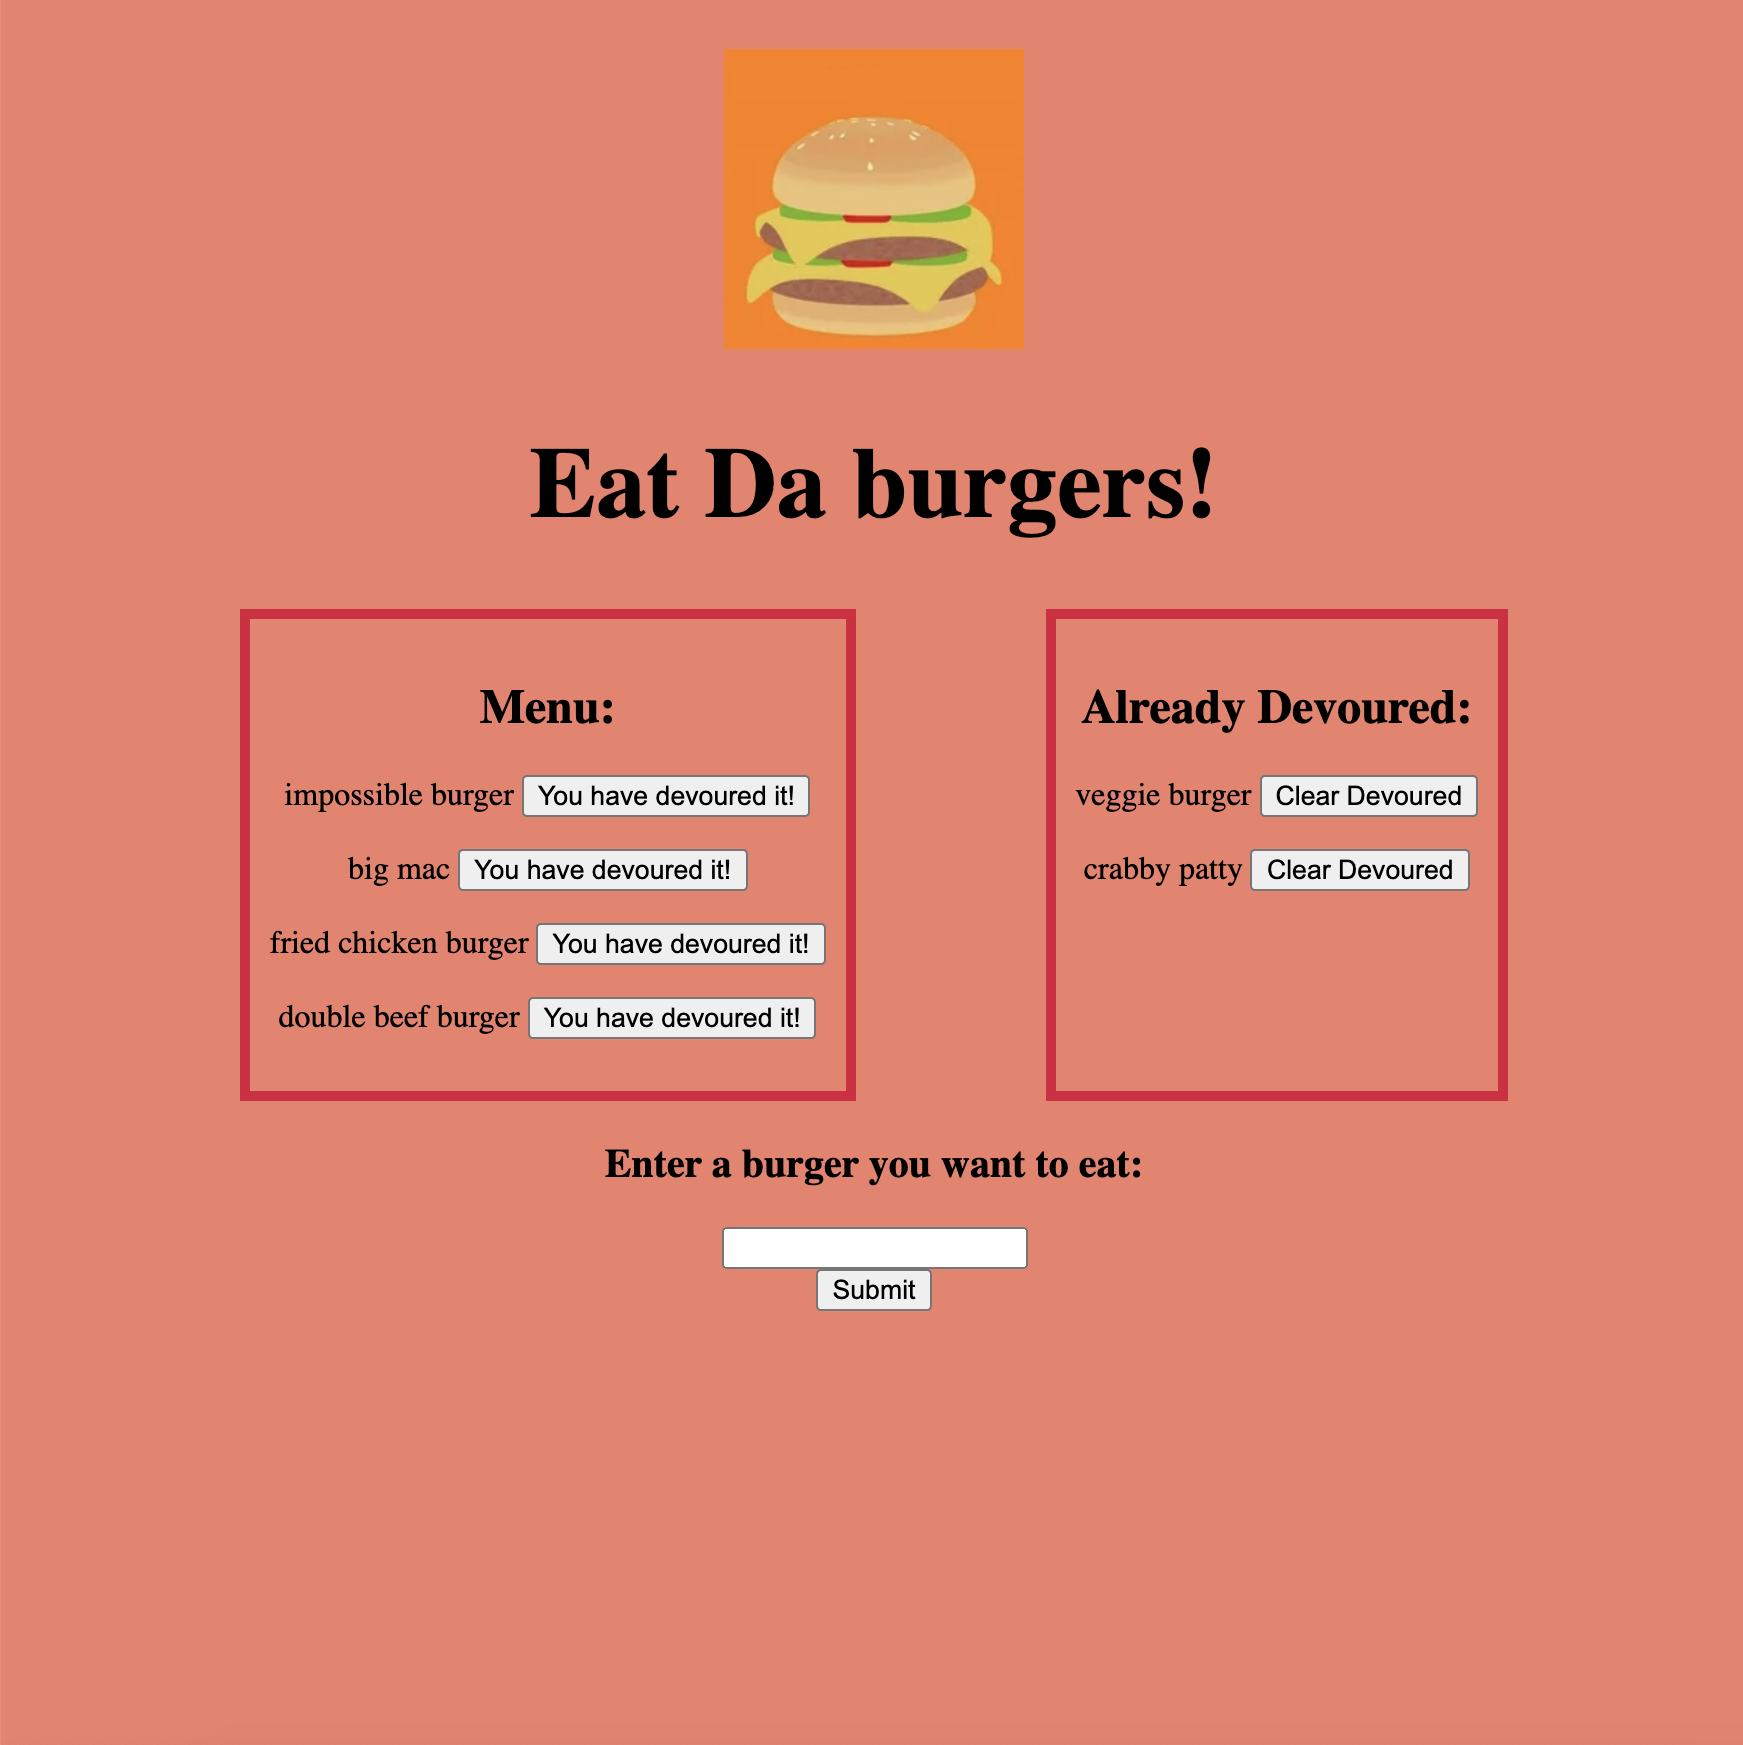 Eat Da burgers!
Menu:
impossible burger You have devoured it!
big mac You have devoured it!
fried chicken burger You have devoured it!
double beef burger You have devoured it!
Already Devoured:
veggie burger Clear Devoured
crabby patty Clear Devoured
Enter a burger you want to eat:
Submit